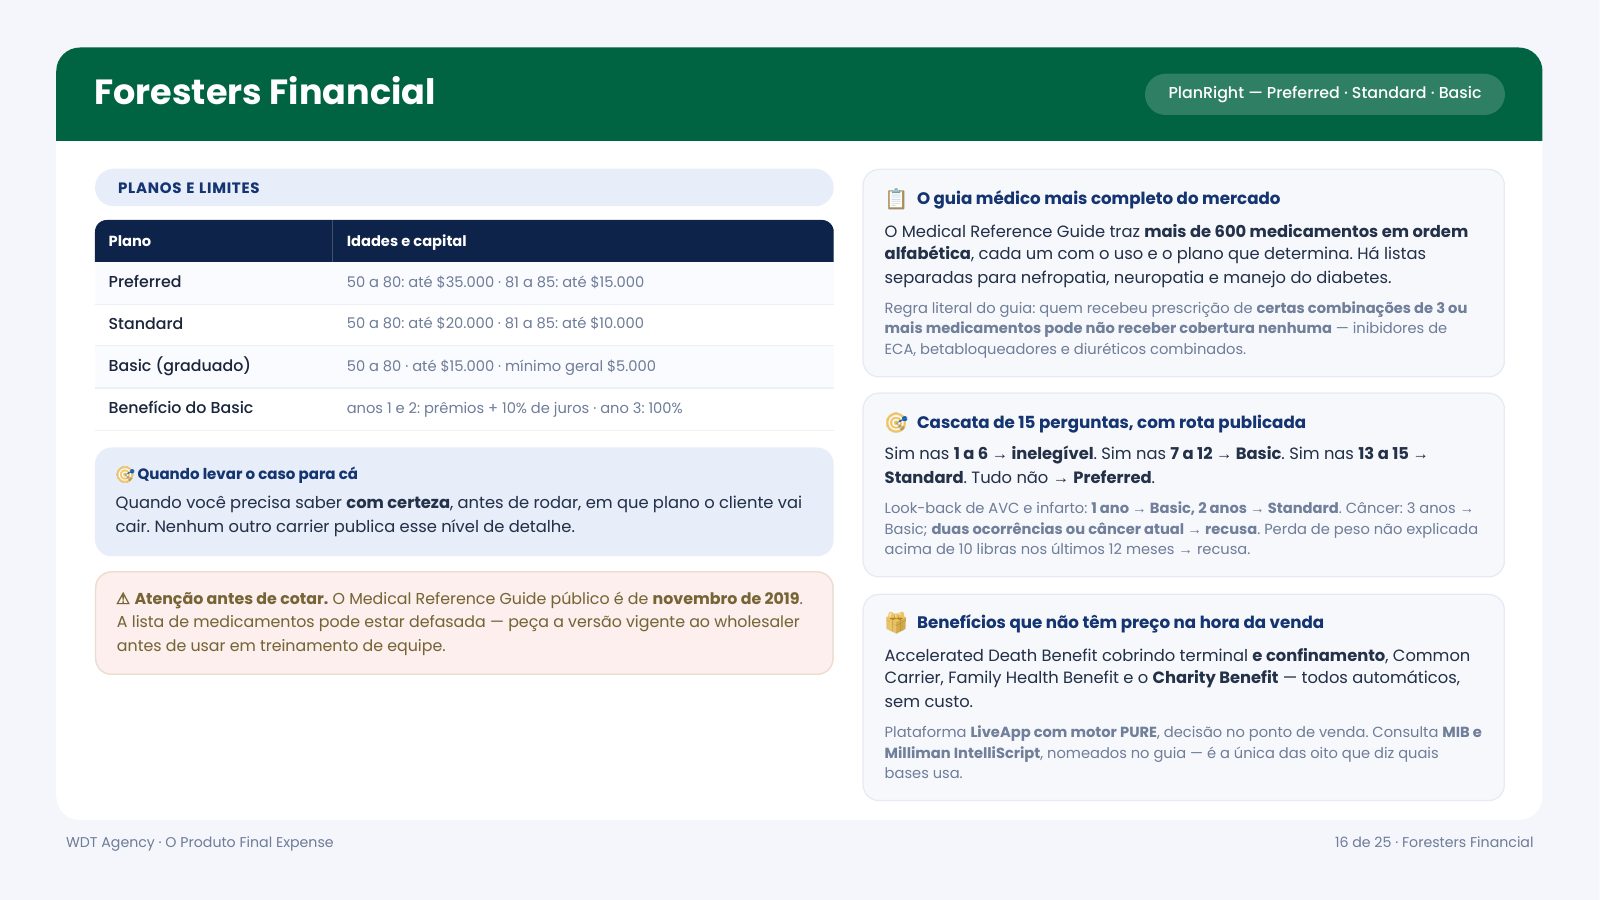 Foresters Financial
PlanRight — Preferred · Standard · Basic
PLANOS E LIMITES
Plano
Idades e capital
Preferred
50 a 80: até $35.000 · 81 a 85: até $15.000
Standard
50 a 80: até $20.000 · 81 a 85: até $10.000
Basic (graduado)
50 a 80 · até $15.000 · mínimo geral $5.000
Benefício do Basic
anos 1 e 2: prêmios + 10% de juros · ano 3: 100%
🎯 Quando levar o caso para cá
Quando você precisa saber com certeza, antes de rodar, em que plano o cliente vai
cair. Nenhum outro carrier publica esse nível de detalhe.
⚠ Atenção antes de cotar. O Medical Reference Guide público é de novembro de 2019.
A lista de medicamentos pode estar defasada — peça a versão vigente ao wholesaler
antes de usar em treinamento de equipe.
📋 O guia médico mais completo do mercado
O Medical Reference Guide traz mais de 600 medicamentos em ordem
alfabética, cada um com o uso e o plano que determina. Há listas
separadas para nefropatia, neuropatia e manejo do diabetes.
Regra literal do guia: quem recebeu prescrição de certas combinações de 3 ou
mais medicamentos pode não receber cobertura nenhuma — inibidores de
ECA, betabloqueadores e diuréticos combinados.
🎯 Cascata de 15 perguntas, com rota publicada
Sim nas 1 a 6 → inelegível. Sim nas 7 a 12 → Basic. Sim nas 13 a 15 →
Standard. Tudo não → Preferred.
Look-back de AVC e infarto: 1 ano → Basic, 2 anos → Standard. Câncer: 3 anos →
Basic; duas ocorrências ou câncer atual → recusa. Perda de peso não explicada
acima de 10 libras nos últimos 12 meses → recusa.
🎁 Benefícios que não têm preço na hora da venda
Accelerated Death Benefit cobrindo terminal e confinamento, Common
Carrier, Family Health Benefit e o Charity Benefit — todos automáticos,
sem custo.
Plataforma LiveApp com motor PURE, decisão no ponto de venda. Consulta MIB e
Milliman IntelliScript, nomeados no guia — é a única das oito que diz quais
bases usa.
WDT Agency · O Produto Final Expense
16 de 25 · Foresters Financial